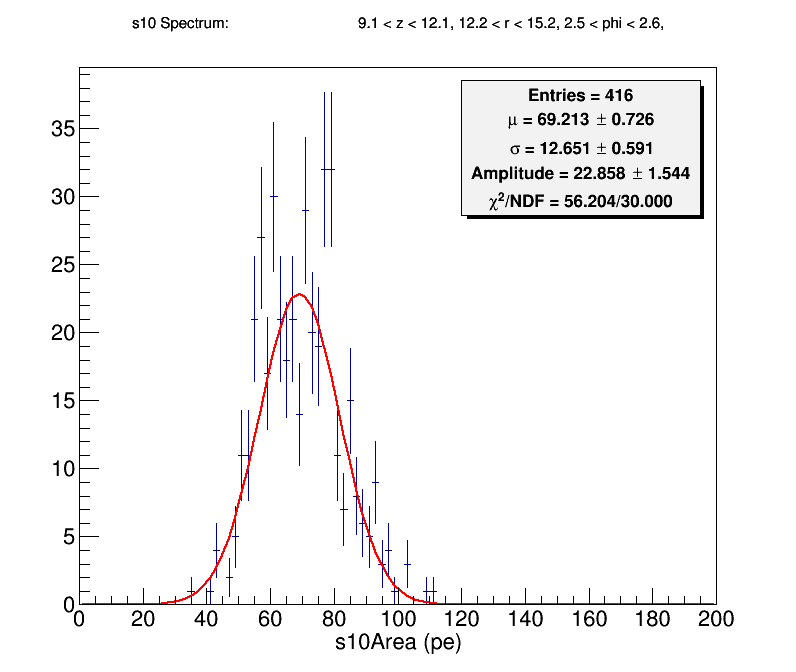 s10 Spectrum: 9.1 < z < 12.1, 12.2 < r < 15.2, 2.5 < phi < 2.6,
Entries = 416
μ = 69.213 ± 0.726
σ = 12.651 ± 0.591
Amplitude = 22.858 ± 1.544
χ²/NDF = 56.204/30.000
35
30
25
20
15
10
5
0
0 20 40 60 80 100 120 140 160 180 200
s10Area (pe)